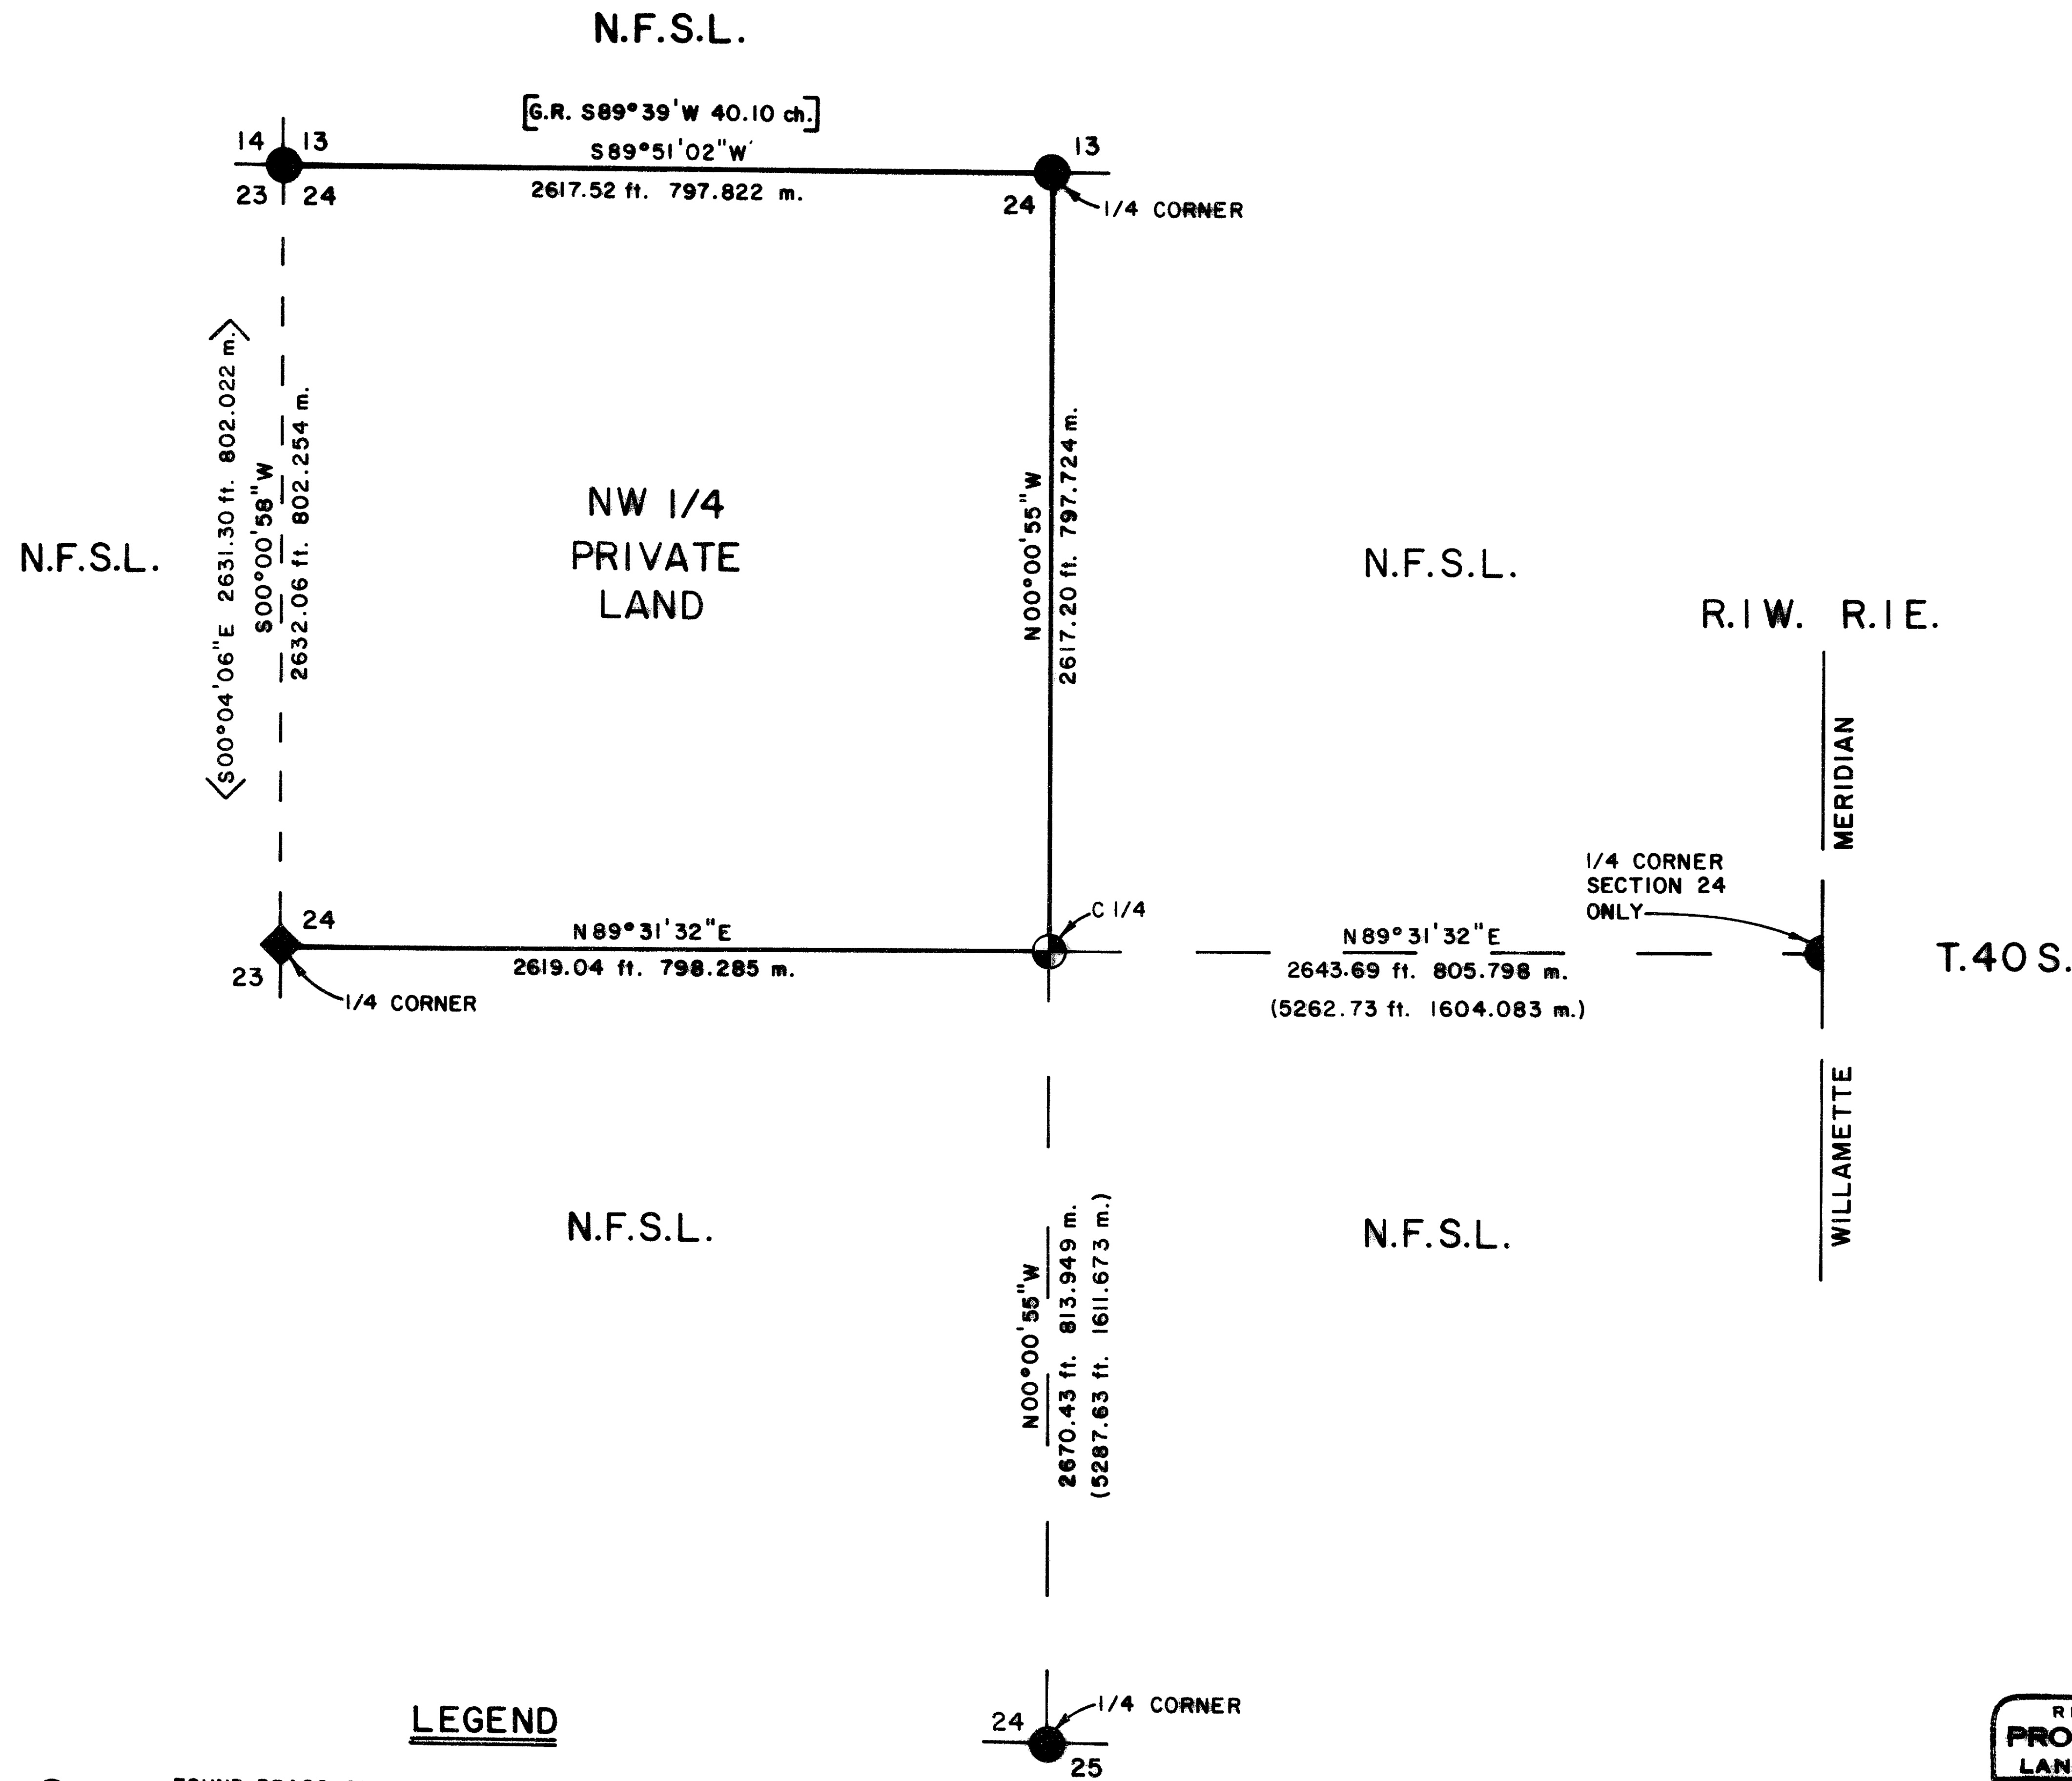 N.F.S.L.
[G.R. S89°39'W 40.10 ch.]
S89°51'02"W
2617.52 ft. 797.822 m.
14 13
23 24
13
24
1/4 CORNER
S00°04'06"E 2631.30 ft. 802.022 m.
S00°00'58"W
2632.06 ft. 802.254 m.
N.F.S.L.
NW 1/4
PRIVATE
LAND
N00°00'55"W
2617.20 ft. 797.724 m.
N.F.S.L.
R.1W. R.1E.
MERIDIAN
1/4 CORNER
SECTION 24
ONLY
24
23
1/4 CORNER
N89°31'32"E
2619.04 ft. 798.285 m.
C 1/4
N89°31'32"E
2643.69 ft. 805.798 m.
(5262.73 ft. 1604.083 m.)
T.40S.
WILLAMETTE
N.F.S.L.
N00°00'55"W
2670.43 ft. 813.949 m.
(5287.63 ft. 1611.673 m.)
N.F.S.L.
LEGEND
24
25
1/4 CORNER